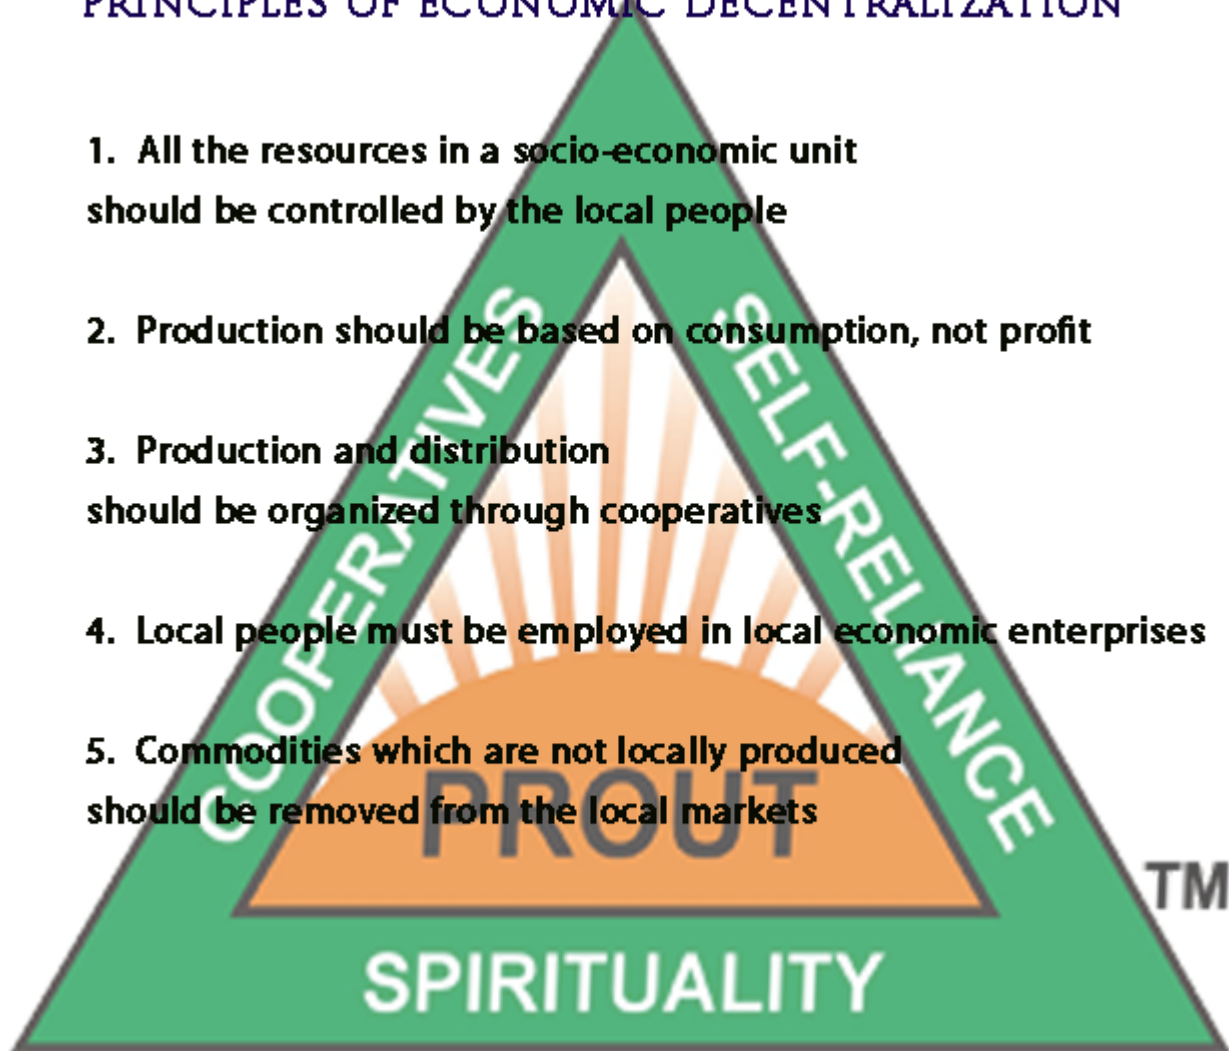 PRINCIPLES OF ECONOMIC DECENTRALIZATION
1. All the resources in a socio-economic unit
should be controlled by the local people
2. Production should be based on consumption, not profit
3. Production and distribution
should be organized through cooperatives
4. Local people must be employed in local economic enterprises
5. Commodities which are not locally produced
should be removed from the local markets
COOPERATIVES
SELF-RELIANCE
PROUT
TM
SPIRITUALITY